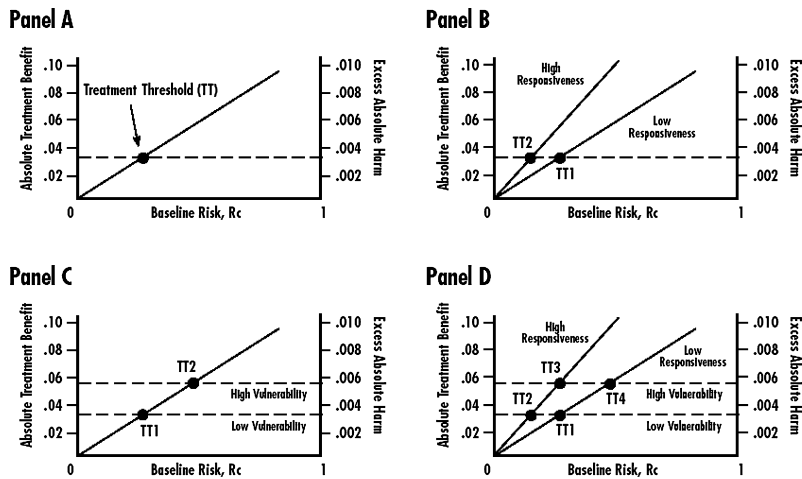 Panel A
Absolute Treatment Benefit
.10
.08
.06
.04
.02
Treatment Threshold (TT)
.010
.008
.006
.004
.002
Excess Absolute Harm
0
Baseline Risk, Rc
1
Panel B
Absolute Treatment Benefit
.10
.08
.06
.04
.02
High
Responsiveness
Low
Responsiveness
TT2
TT1
.010
.008
.006
.004
.002
Excess Absolute Harm
0
Baseline Risk, Rc
1
Panel C
Absolute Treatment Benefit
.10
.08
.06
.04
.02
TT2
High Vulnerability
TT1
Low Vulnerability
.010
.008
.006
.004
.002
Excess Absolute Harm
0
Baseline Risk, Rc
1
Panel D
Absolute Treatment Benefit
.10
.08
.06
.04
.02
High
Responsiveness
Low
Responsiveness
TT3
TT4
High Vulnerability
TT2
TT1
Low Vulnerability
.010
.008
.006
.004
.002
Excess Absolute Harm
0
Baseline Risk, Rc
1